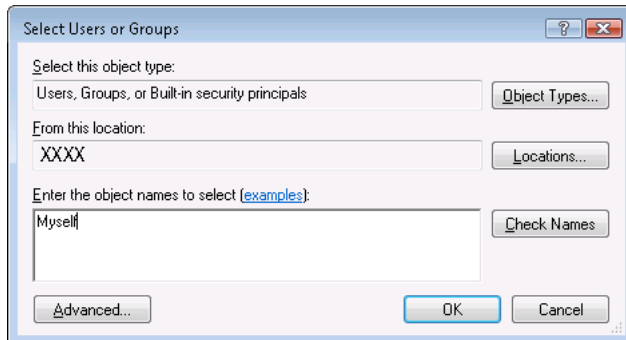 Select Users or Groups
Select this object type:
Users, Groups, or Built-in security principals
Object Types...
From this location:
XXXX
Locations...
Enter the object names to select (examples):
Myself
Check Names
Advanced...
OK
Cancel